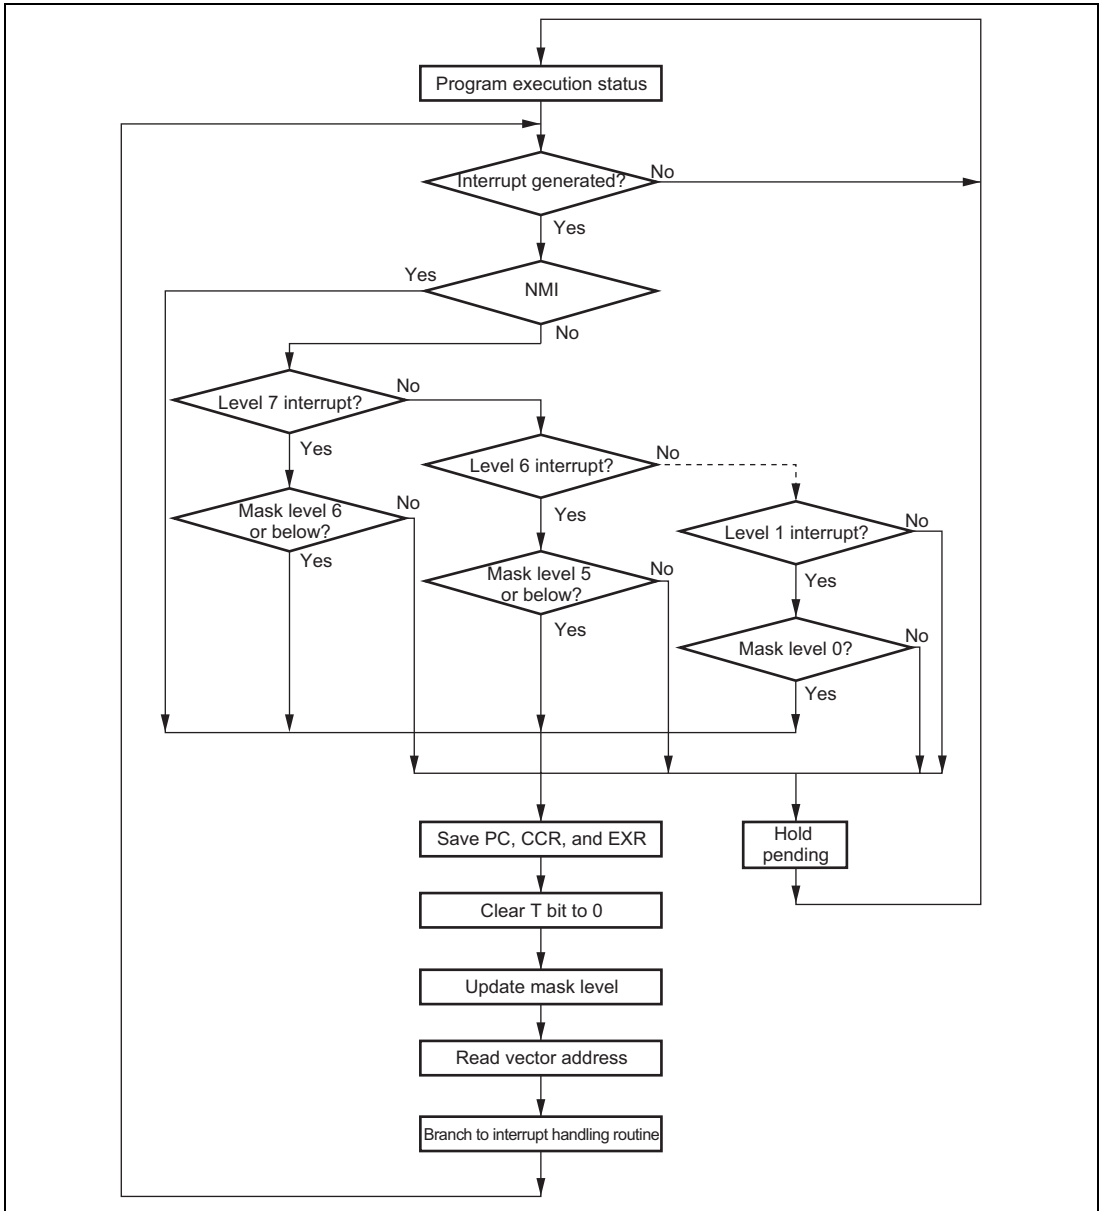 Program execution status
Interrupt generated?
No
Yes
Yes
NMI
No
Level 7 interrupt?
No
Yes
Level 6 interrupt?
No
Mask level 6
or below?
No
Yes
Yes
Level 1 interrupt?
No
Mask level 5
or below?
No
Yes
Yes
Mask level 0?
No
Yes
Save PC, CCR, and EXR
Hold
pending
Clear T bit to 0
Update mask level
Read vector address
Branch to interrupt handling routine